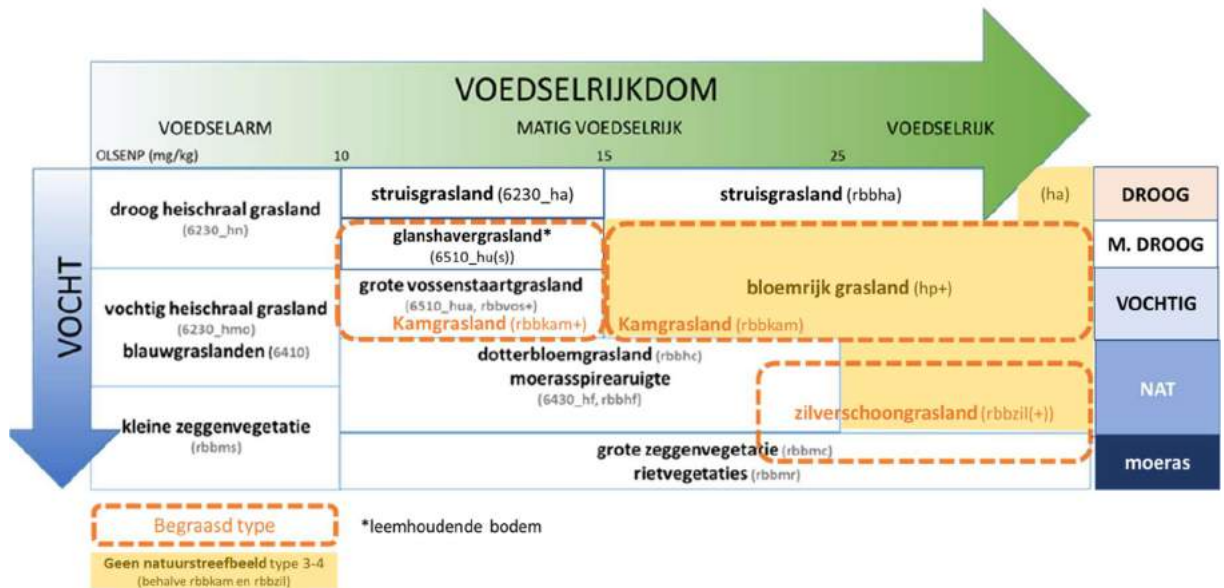 VOEDSELRIJKDOM
VOEDSELARM MATIG VOEDSELRIJK VOEDSELRIJK
OLSENP (mg/kg) 10 15 25
VOCHT
droog heischraal grasland
(6230_hn)
struisgrasland (6230_ha)
struisgrasland (rbbha)
(ha)
DROOG
glanshavergrasland*
(6510_hu(s))
M. DROOG
grote vossenstaartgrasland
(6510_hua, rbbvos+)
Kamgrasland (rbbkam+)
bloemrijk grasland (hp+)
Kamgrasland (rbbkam)
VOCHTIG
vochtig heischraal grasland
(6230_hmo)
blauwgraslanden (6410)
dotterbloemgrasland (rbbhc)
moerasspirearuigte
(6430_hf, rbbhf)
zilverschoongrasland (rbbzil(+))
NAT
kleine zeggenvegetatie
(rbbms)
grote zeggenvegetatie (rbbmc)
rietvegetaties (rbbmr)
moeras
Begraasd type
*leemhoudende bodem
Geen natuurstreefbeeld type 3-4
(behalve rbbkam en rbbzil)